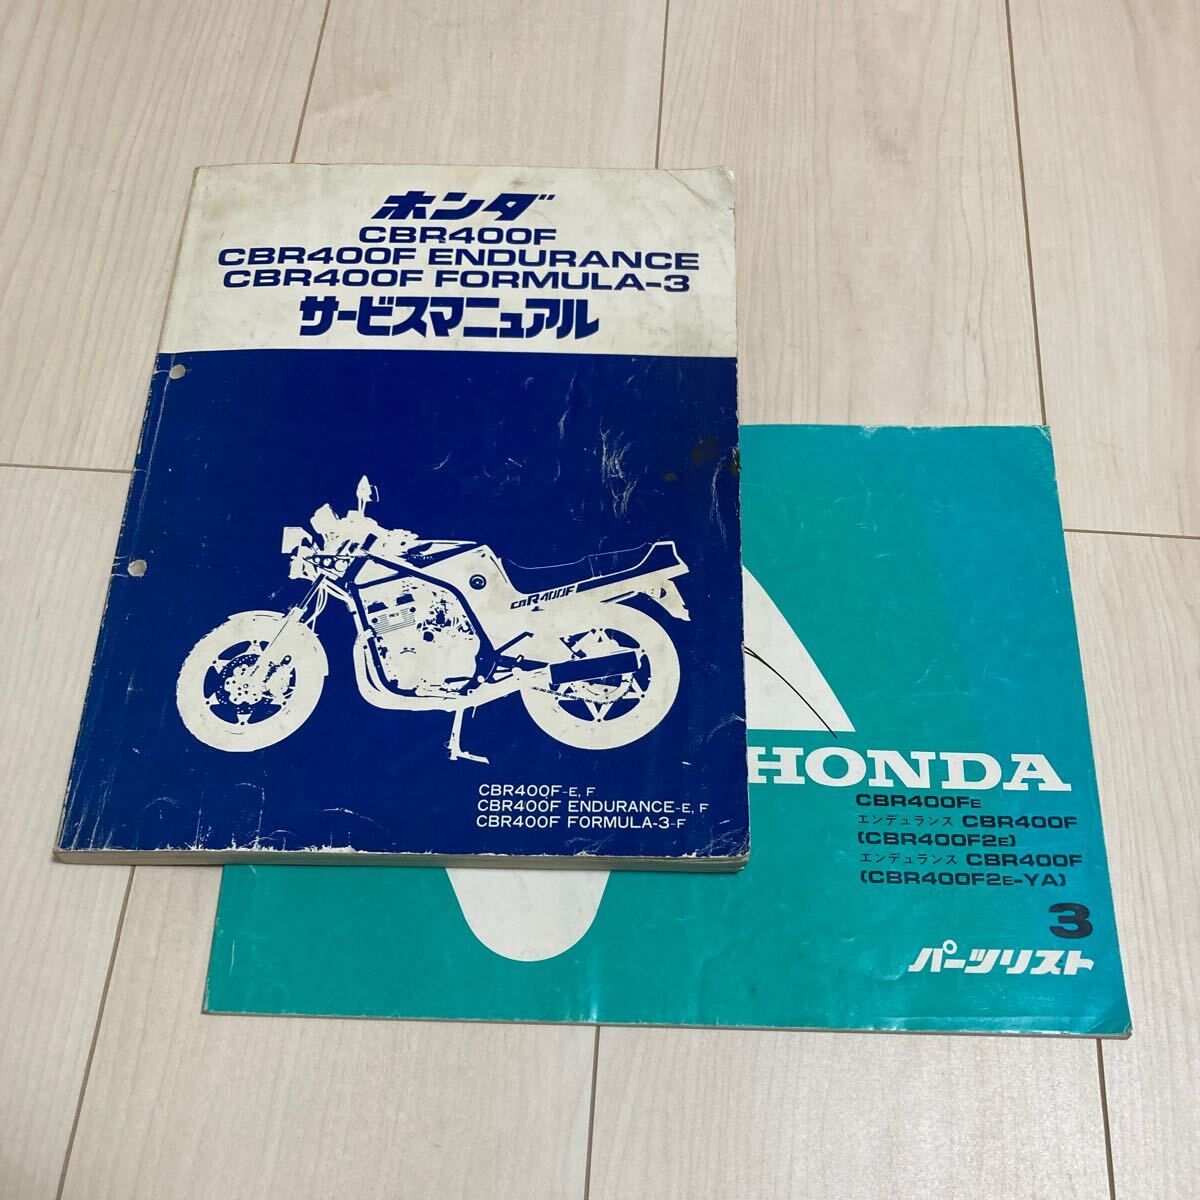 ホンダ
CBR400F
CBR400F ENDURANCE
CBR400F FORMULA-3
サービスマニュアル
CBR400F
CBR400F-E, F
CBR400F ENDURANCE-E, F
CBR400F FORMULA-3-F
HONDA
CBR400FE
エンデュランス CBR400F
(CBR400F2E)
エンデュランス CBR400F
(CBR400F2E-YA)
3
パーツリスト